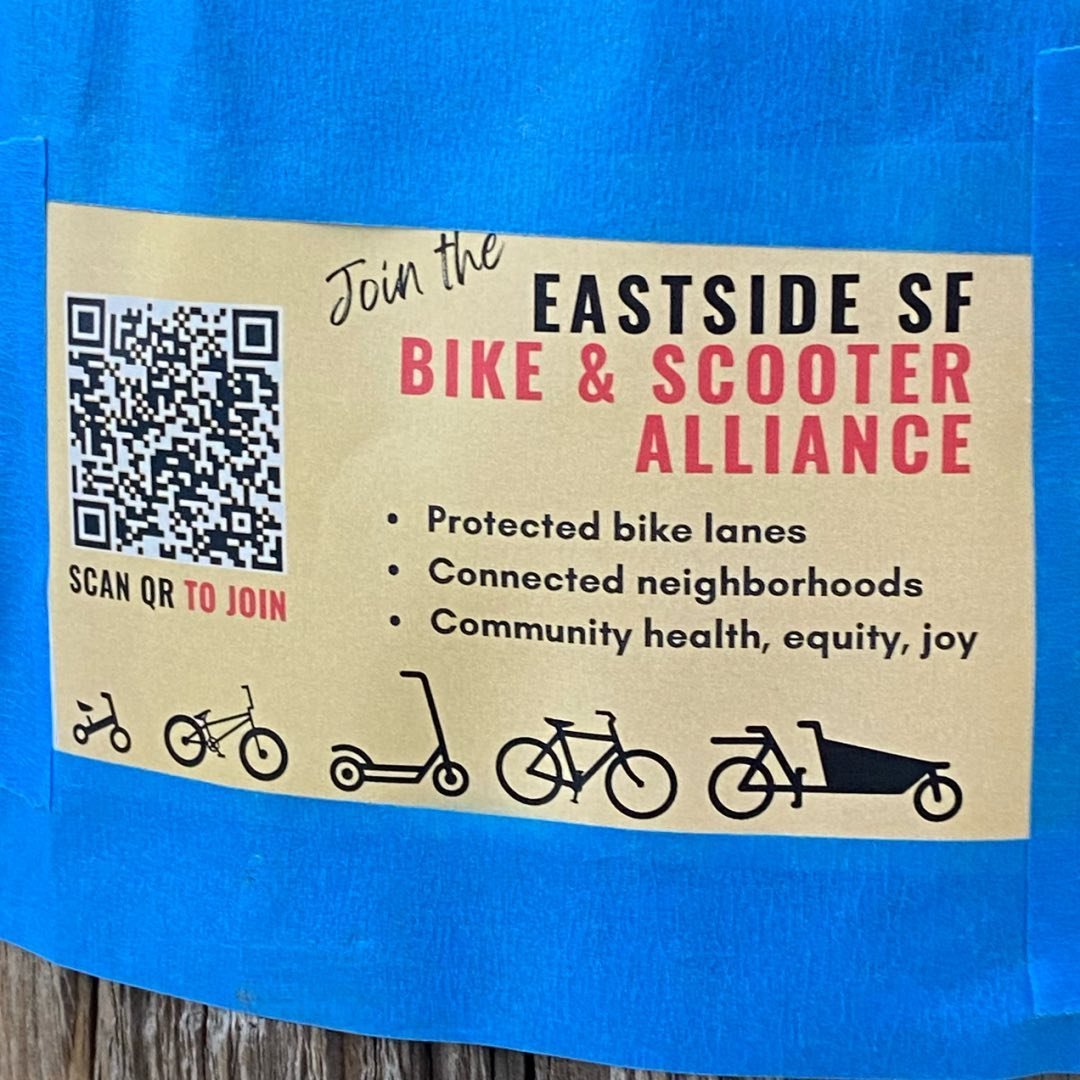 Join the
EASTSIDE SF
BIKE & SCOOTER
ALLIANCE
• Protected bike lanes
• Connected neighborhoods
• Community health, equity, joy
SCAN QR TO JOIN